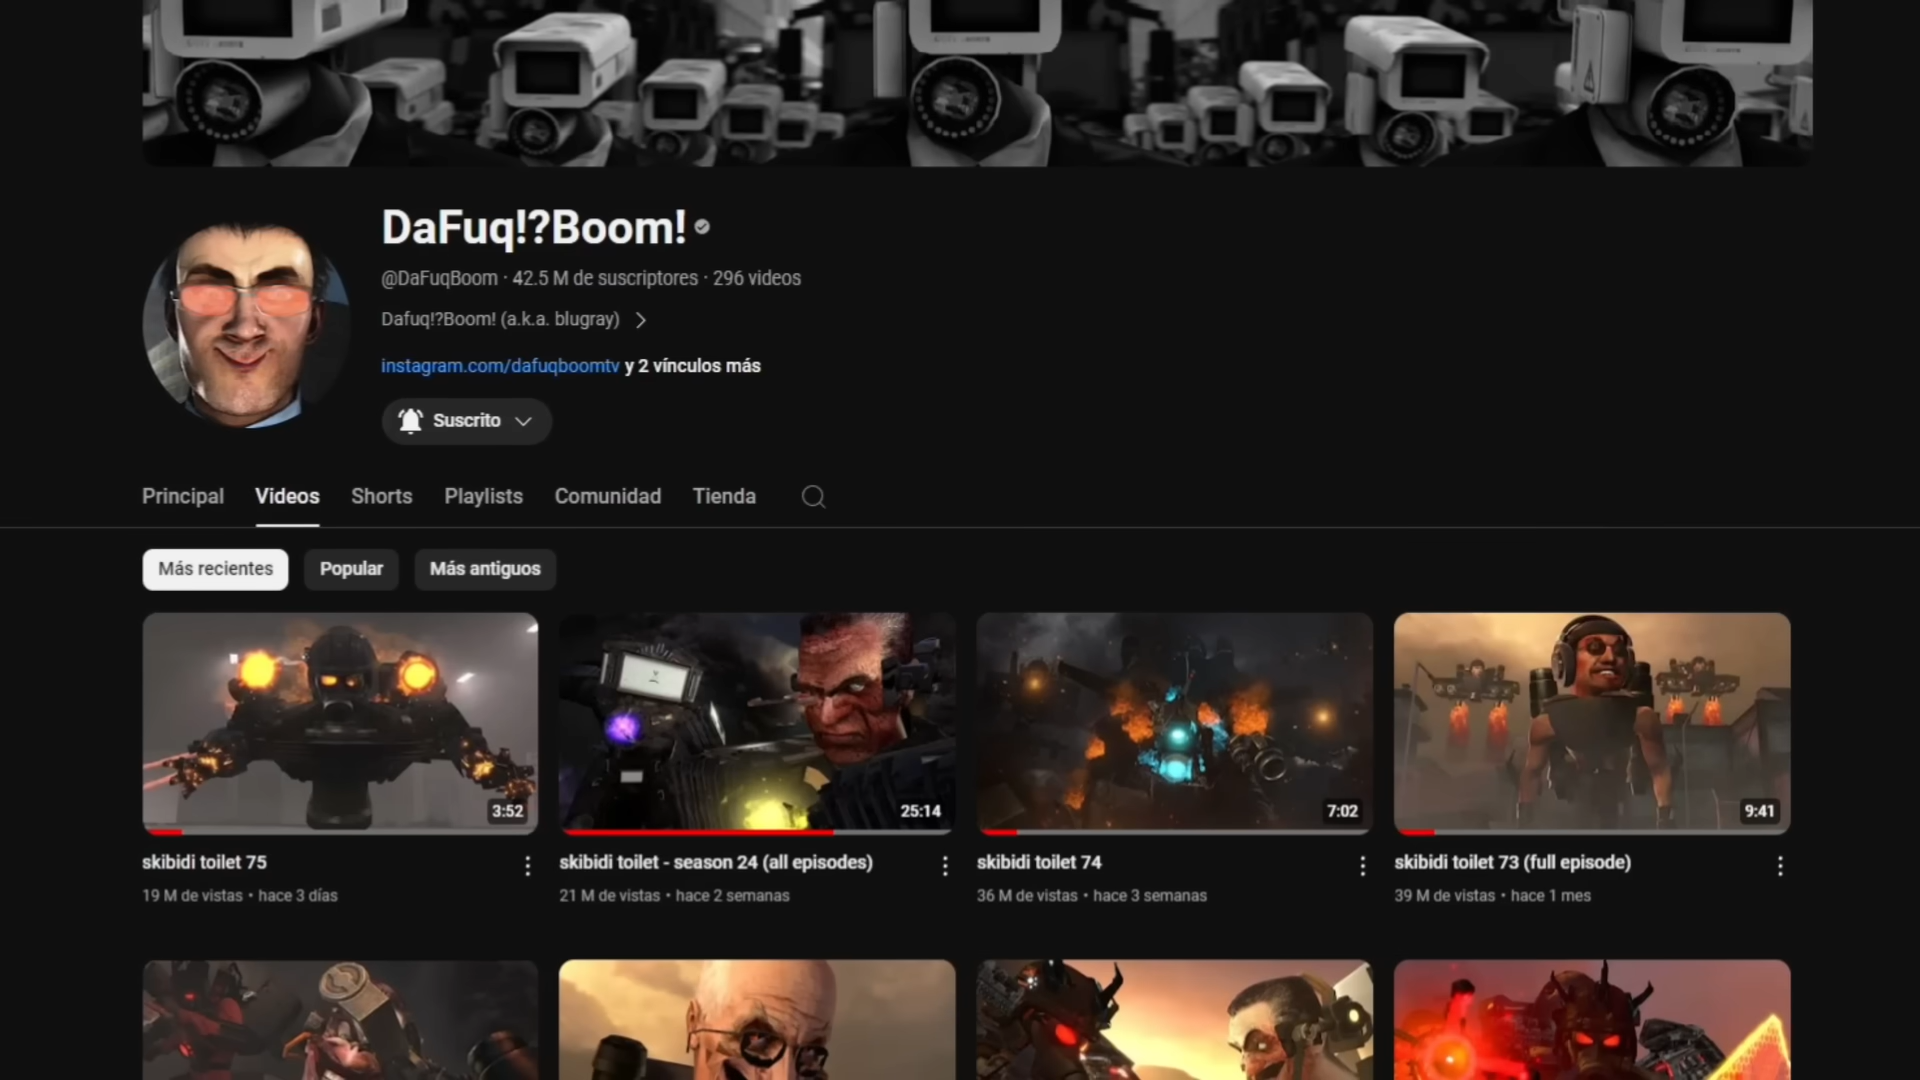 DaFuq!?Boom!
@DaFuqBoom · 42.5 M de suscriptores · 296 videos
Dafuq!?Boom! (a.k.a. blugray)
instagram.com/dafuqboomtv y 2 vínculos más
Suscrito
Principal Videos Shorts Playlists Comunidad Tienda
Más recientes Popular Más antiguos
3:52 25:14 7:02 9:41
skibidi toilet 75
19 M de vistas • hace 3 días
skibidi toilet - season 24 (all episodes)
21 M de vistas • hace 2 semanas
skibidi toilet 74
36 M de vistas • hace 3 semanas
skibidi toilet 73 (full episode)
39 M de vistas • hace 1 mes